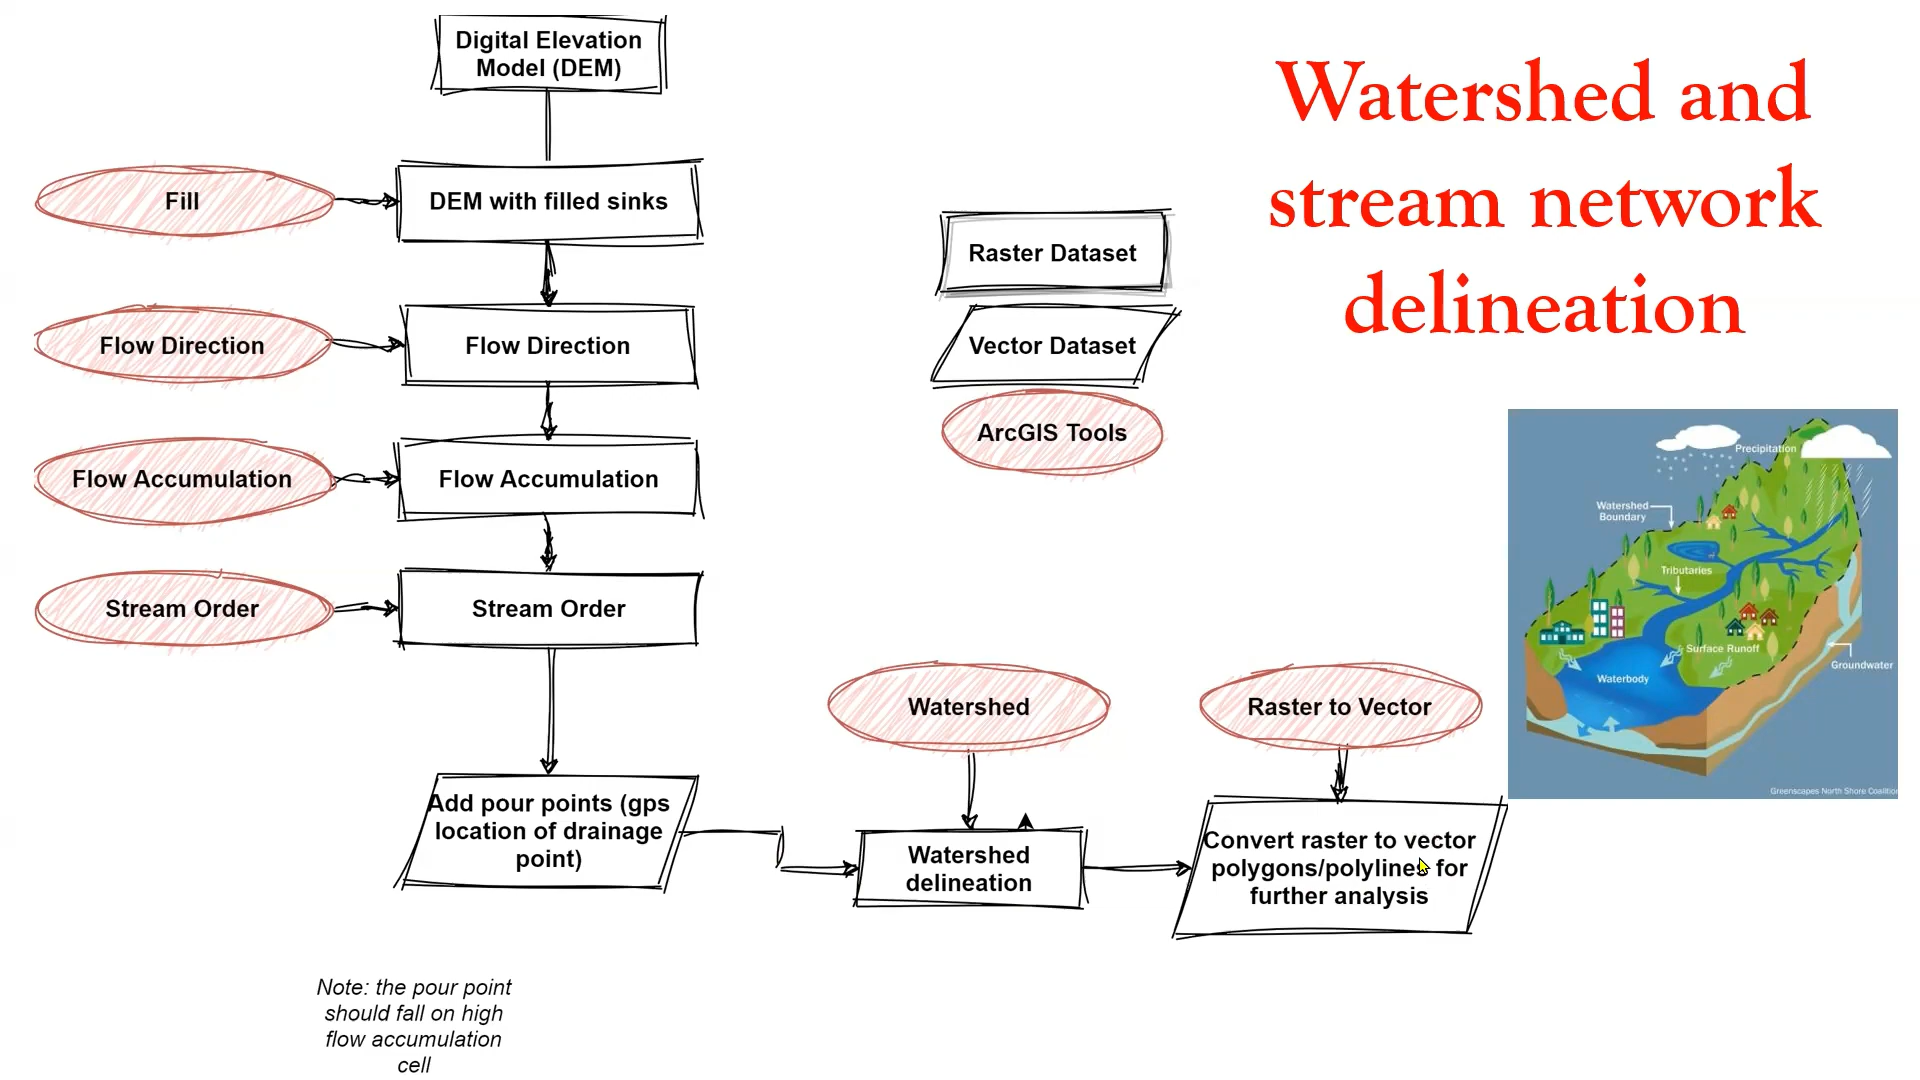 Digital Elevation
Model (DEM)
Watershed and
stream network
delineation
Fill
DEM with filled sinks
Raster Dataset
Flow Direction
Flow Direction
Vector Dataset
ArcGIS Tools
Flow Accumulation
Flow Accumulation
Stream Order
Stream Order
Precipitation
Watershed
Boundary
Tributaries
Surface Runoff
Groundwater
Waterbody
Greenscapes North Shore Coalition
Watershed
Raster to Vector
Add pour points (gps
location of drainage
point)
Watershed
delineation
Convert raster to vector
polygons/polylines for
further analysis
Note: the pour point
should fall on high
flow accumulation
cell